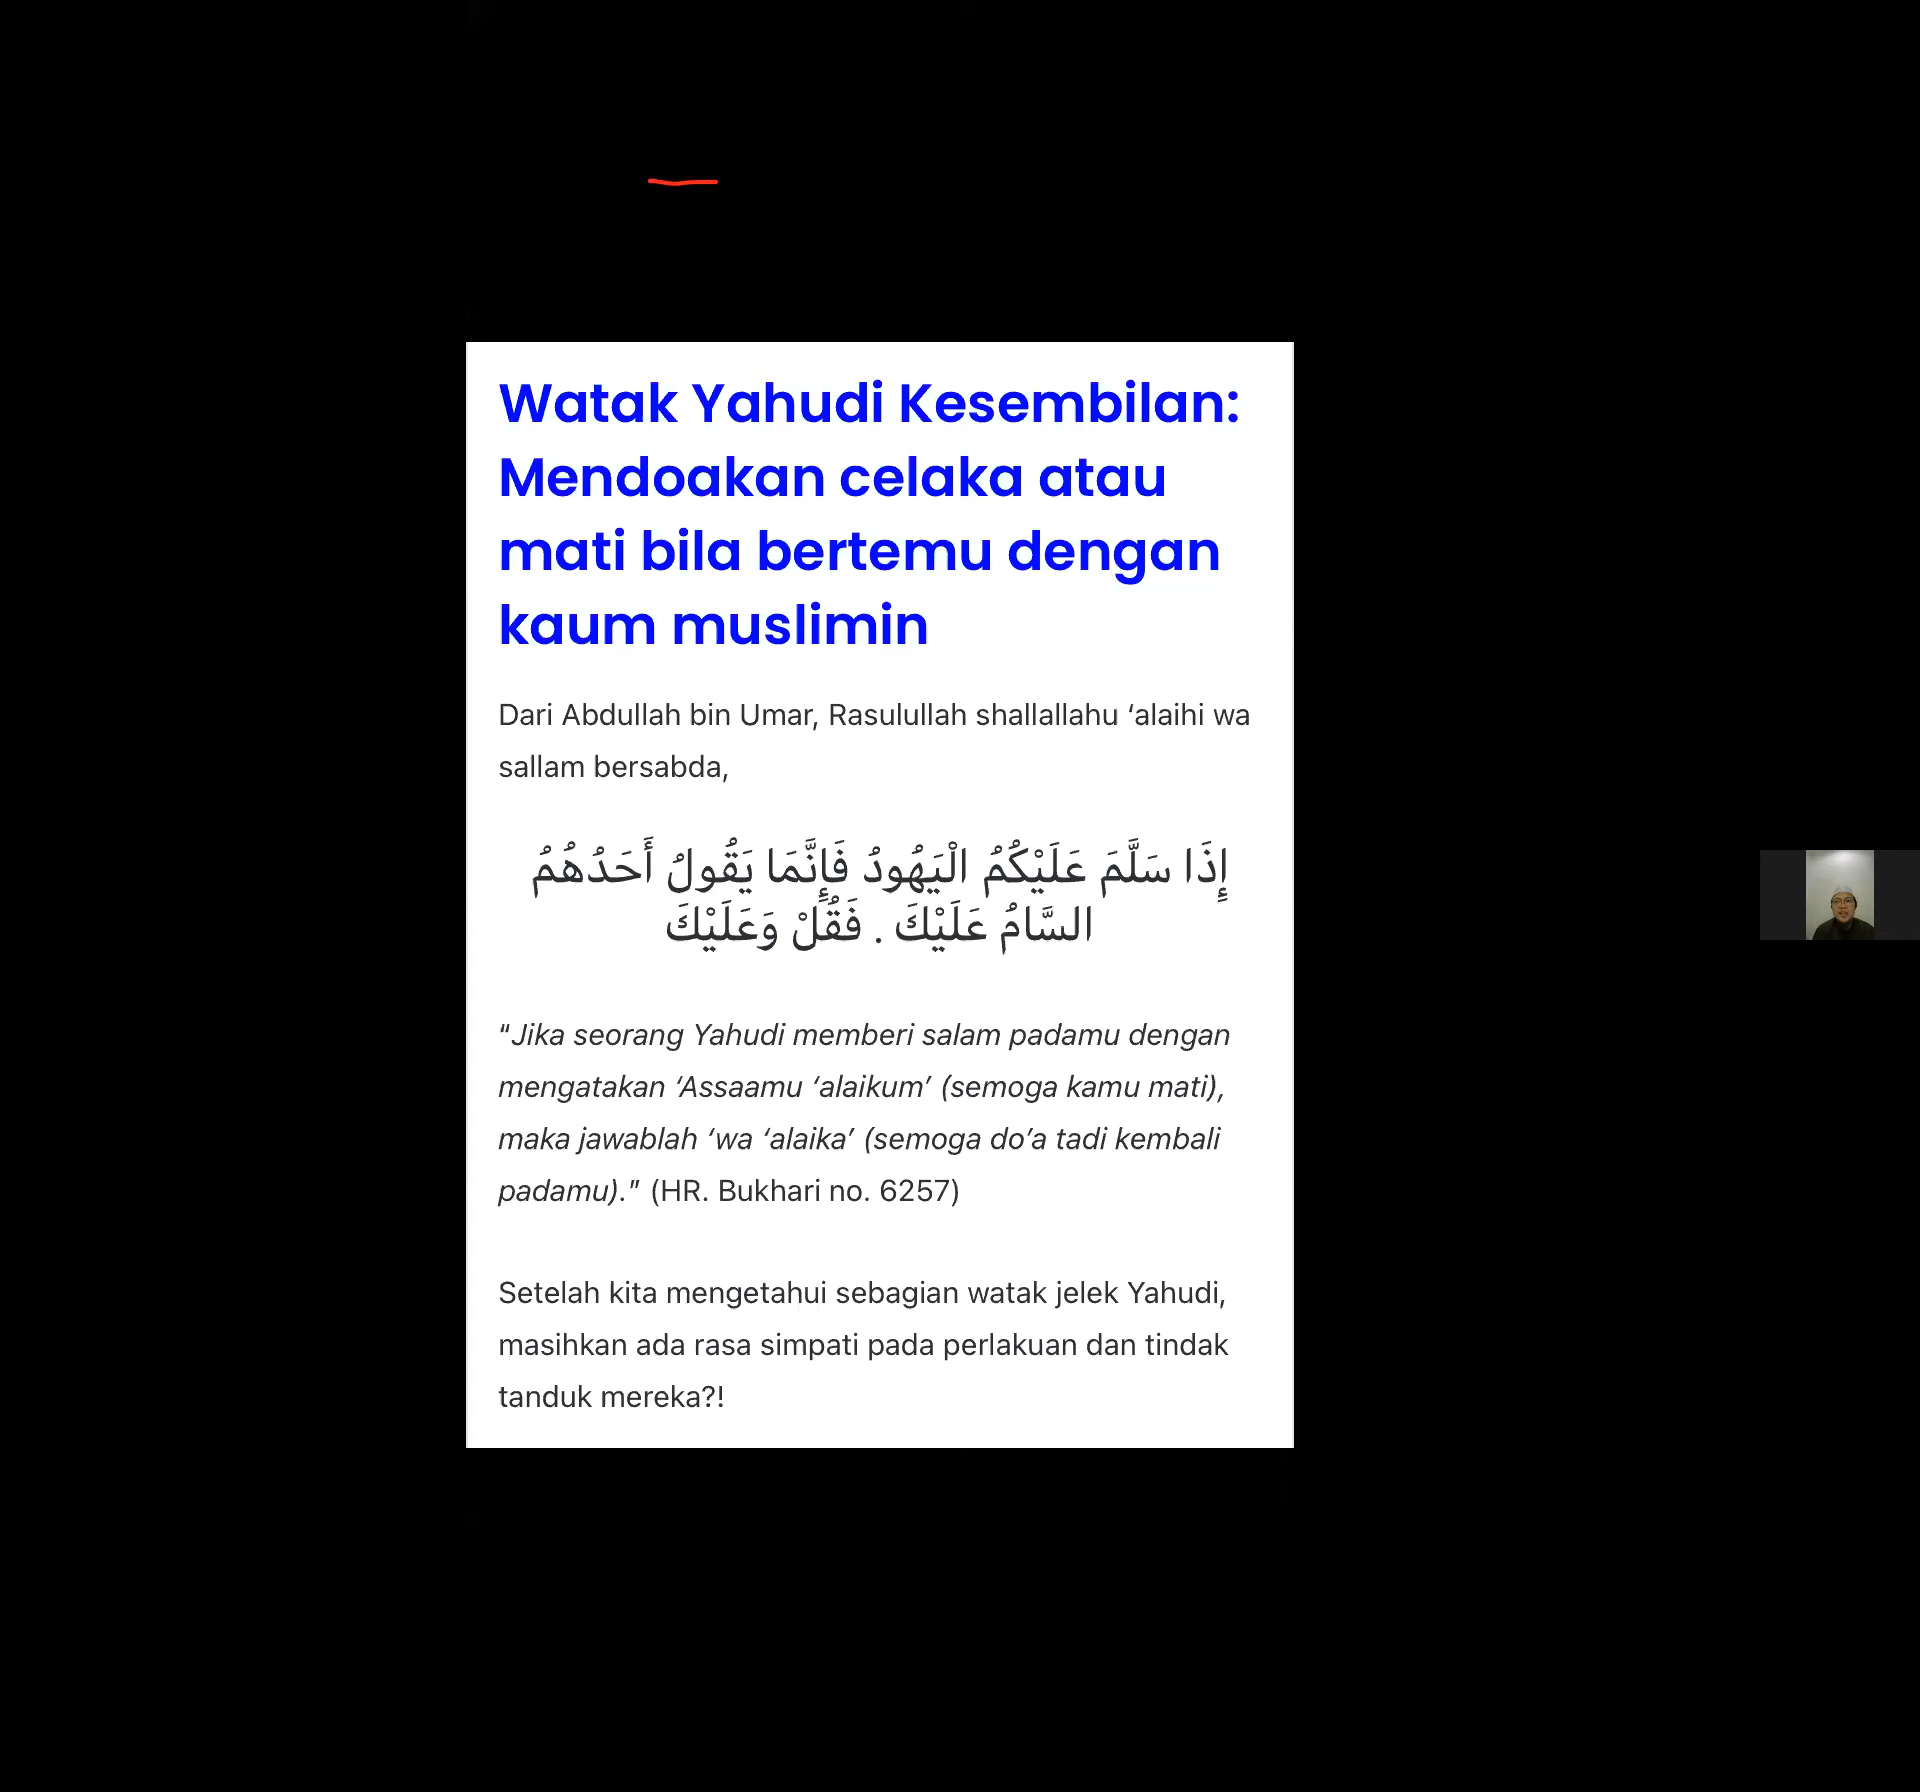 Watak Yahudi Kesembilan:
Mendoakan celaka atau
mati bila bertemu dengan
kaum muslimin
Dari Abdullah bin Umar, Rasulullah shallallahu ‘alaihi wa
sallam bersabda,
إِذَا سَلَّمَ عَلَيْكُمُ الْيَهُودُ فَإِنَّمَا يَقُولُ أَحَدُهُمُ
السَّامُ عَلَيْكَ . فَقُلْ وَعَلَيْكَ
“Jika seorang Yahudi memberi salam padamu dengan
mengatakan ‘Assaamu ‘alaikum’ (semoga kamu mati),
maka jawablah ‘wa ‘alaika’ (semoga do’a tadi kembali
padamu).” (HR. Bukhari no. 6257)
Setelah kita mengetahui sebagian watak jelek Yahudi,
masihkan ada rasa simpati pada perlakuan dan tindak
tanduk mereka?!